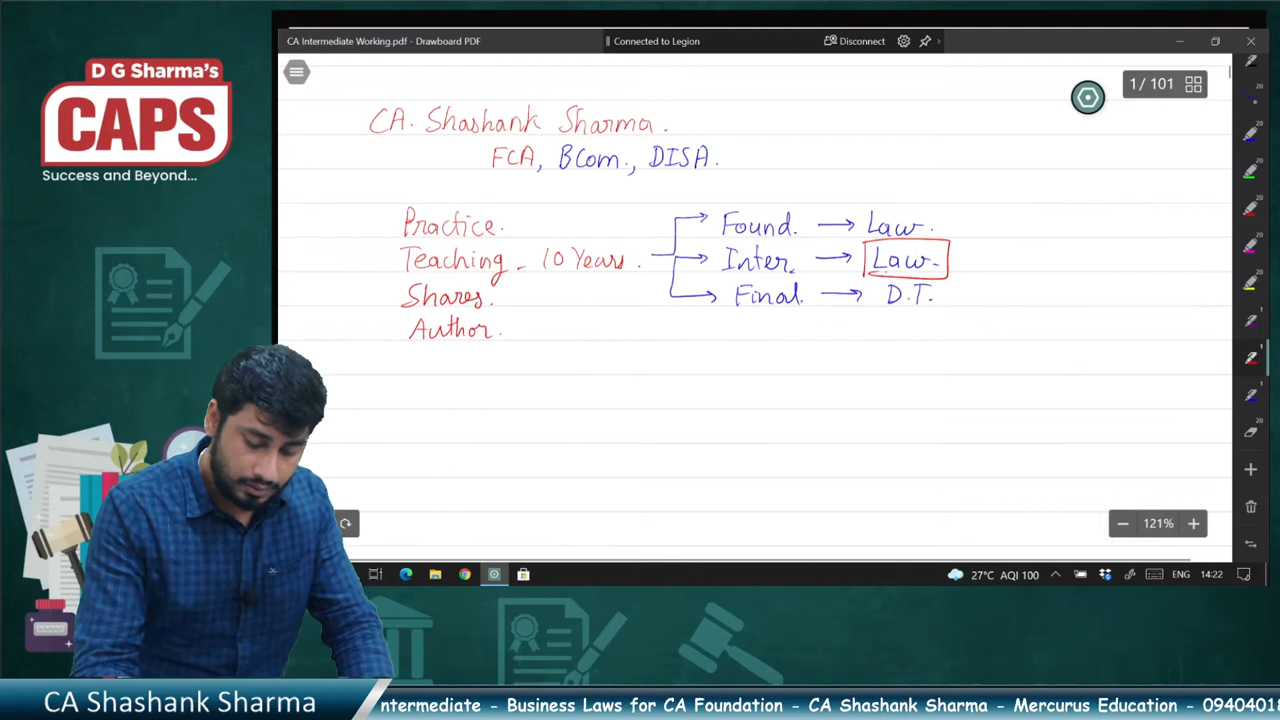 D G Sharma's
CAPS
Success and Beyond...
CA Intermediate Working.pdf - Drawboard PDF
Connected to Legion
Disconnect
1 / 101
CA. Shashank Sharma.
FCA, BCom., DISA.
Practice.
Teaching - 10 Years.
Shares.
Author.
Found. → Law.
Inter. → Law.
Final. → D.T.
121%
27°C AQI 100
ENG
14:22
CA Shashank Sharma
ntermediate - Business Laws for CA Foundation - CA Shashank Sharma - Mercurus Education - 09404018